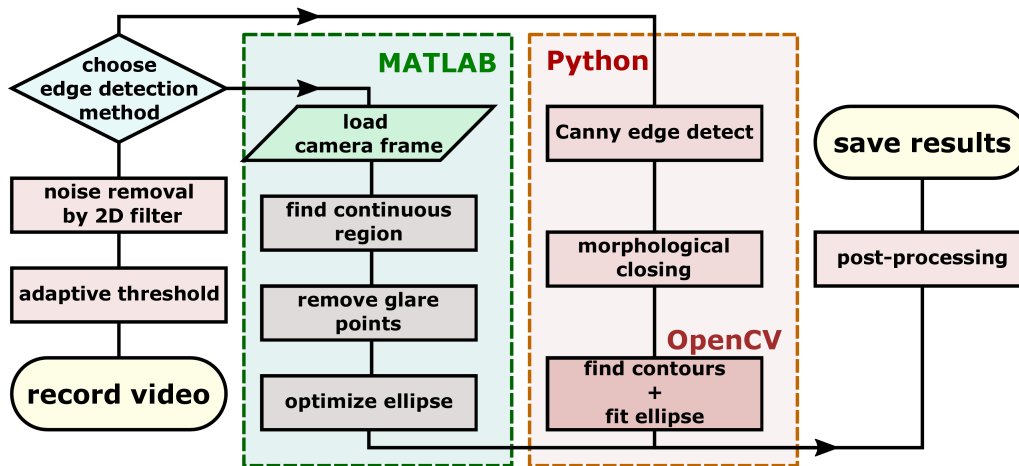 choose
edge detection
method
noise removal
by 2D filter
adaptive threshold
record video
MATLAB
load
camera frame
find continuous
region
remove glare
points
optimize ellipse
Python
Canny edge detect
morphological
closing
OpenCV
find contours
+
fit ellipse
save results
post-processing